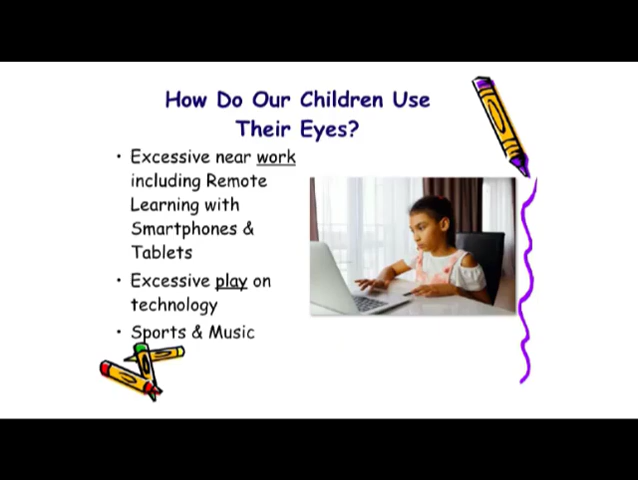 How Do Our Children Use
Their Eyes?
• Excessive near work
including Remote
Learning with
Smartphones &
Tablets
• Excessive play on
technology
• Sports & Music